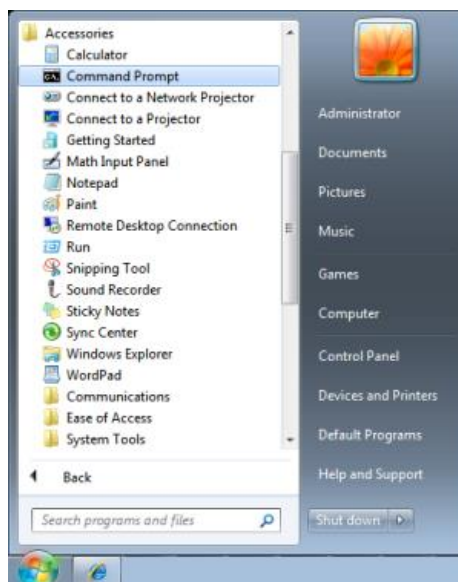 Accessories
Calculator
Command Prompt
Connect to a Network Projector
Connect to a Projector
Getting Started
Math Input Panel
Notepad
Paint
Remote Desktop Connection
Run
Snipping Tool
Sound Recorder
Sticky Notes
Sync Center
Windows Explorer
WordPad
Communications
Ease of Access
System Tools
Back
Search programs and files
Administrator
Documents
Pictures
Music
Games
Computer
Control Panel
Devices and Printers
Default Programs
Help and Support
Shut down